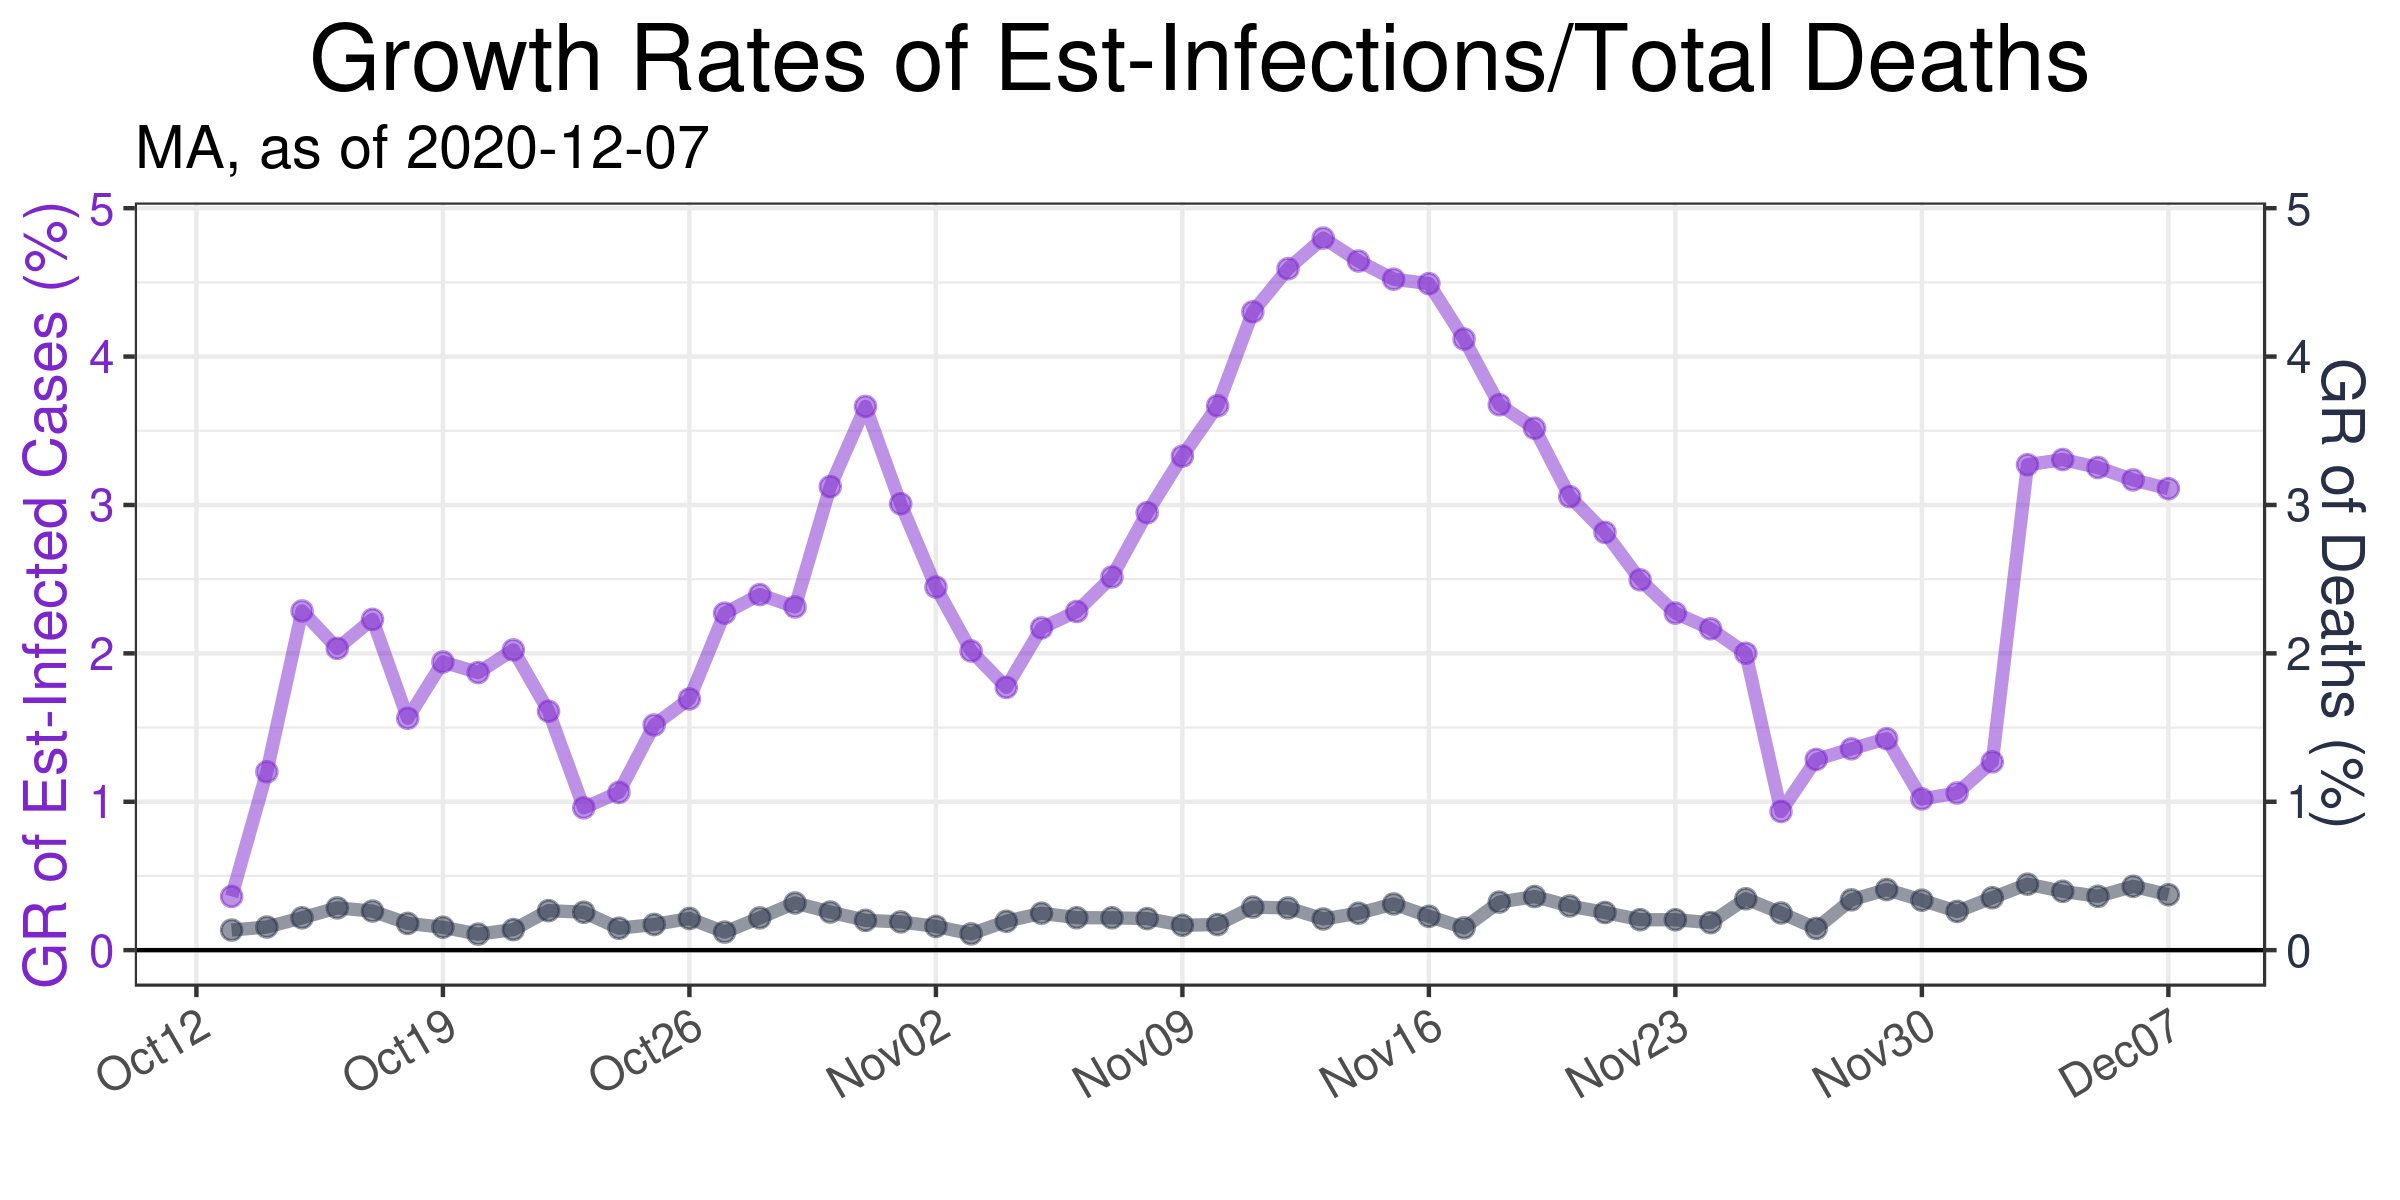 Growth Rates of Est-Infections/Total Deaths
MA, as of 2020-12-07
GR of Est-Infected Cases (%)
5
4
3
2
1
0
5
4
3
2
1
0
GR of Deaths (%)
Oct12
Oct19
Oct26
Nov02
Nov09
Nov16
Nov23
Nov30
Dec07